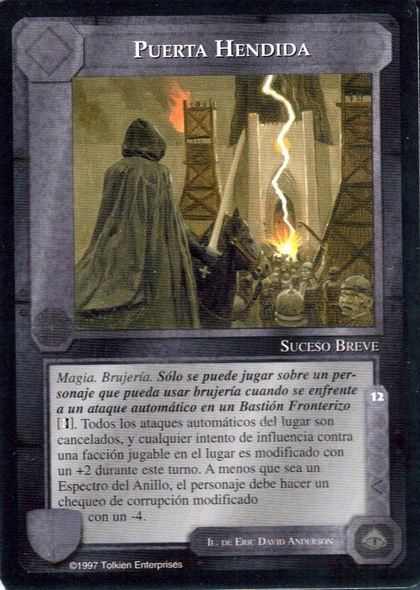 PUERTA HENDIDA
SUCESO BREVE
Magia. Brujería. Sólo se puede jugar sobre un per-
sonaje que pueda usar brujería cuando se enfrente
a un ataque automático en un Bastión Fronterizo
[]. Todos los ataques automáticos del lugar son
cancelados, y cualquier intento de influencia contra
una facción jugable en el lugar es modificado con
un +2 durante este turno. A menos que sea un
Espectro del Anillo, el personaje debe hacer un
chequeo de corrupción modificado
con un -4.
12
IL. DE ERIC DAVID ANDERSON
©1997 Tolkien Enterprises